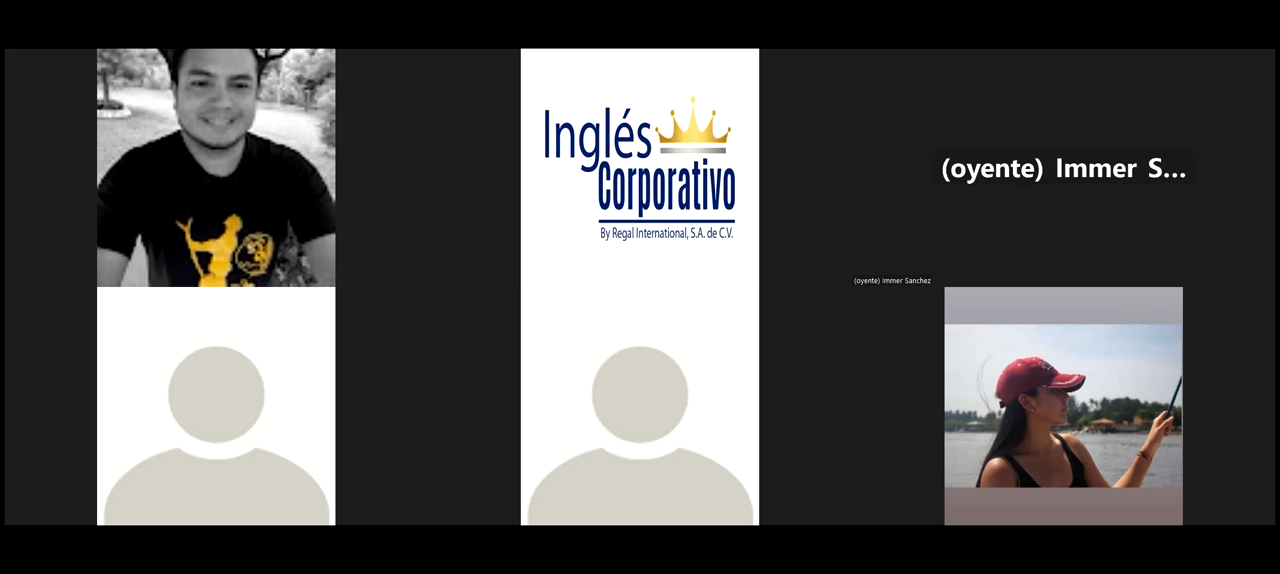 Inglés
Corporativo
By Regal International, S.A. de C.V.
(oyente) Immer S...
(oyente) Immer Sanchez